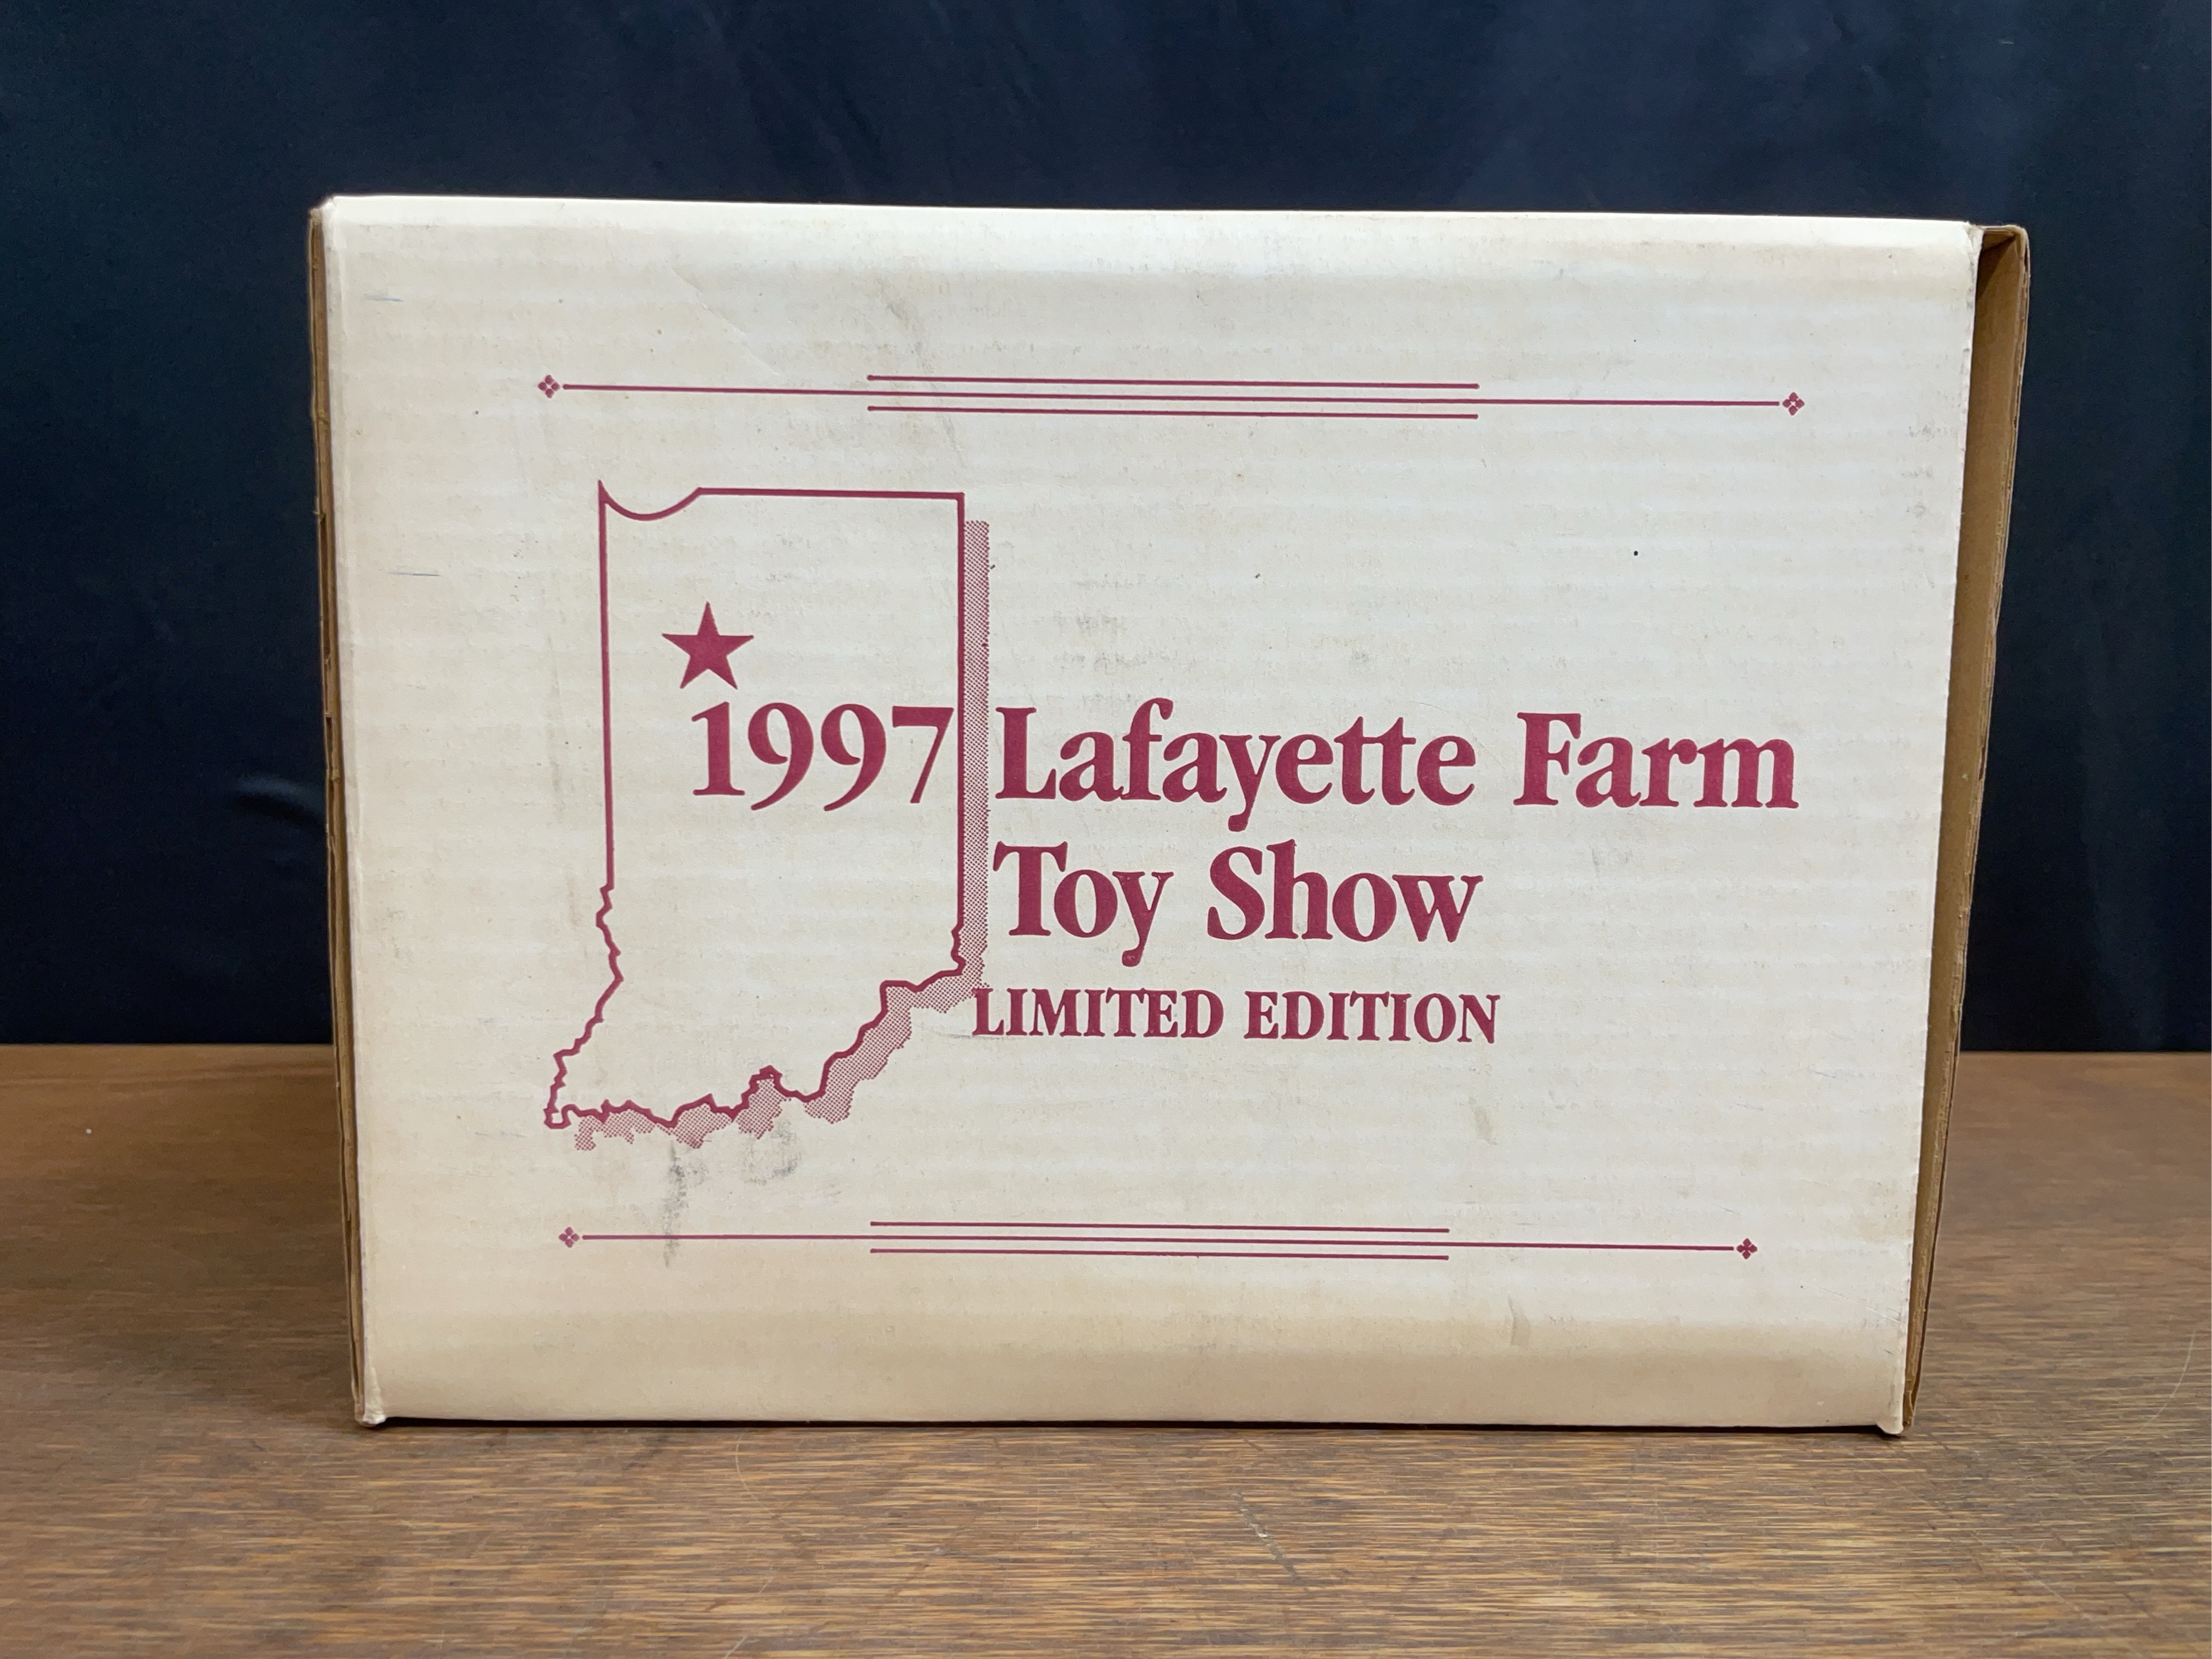 1997 Lafayette Farm
Toy Show
LIMITED EDITION